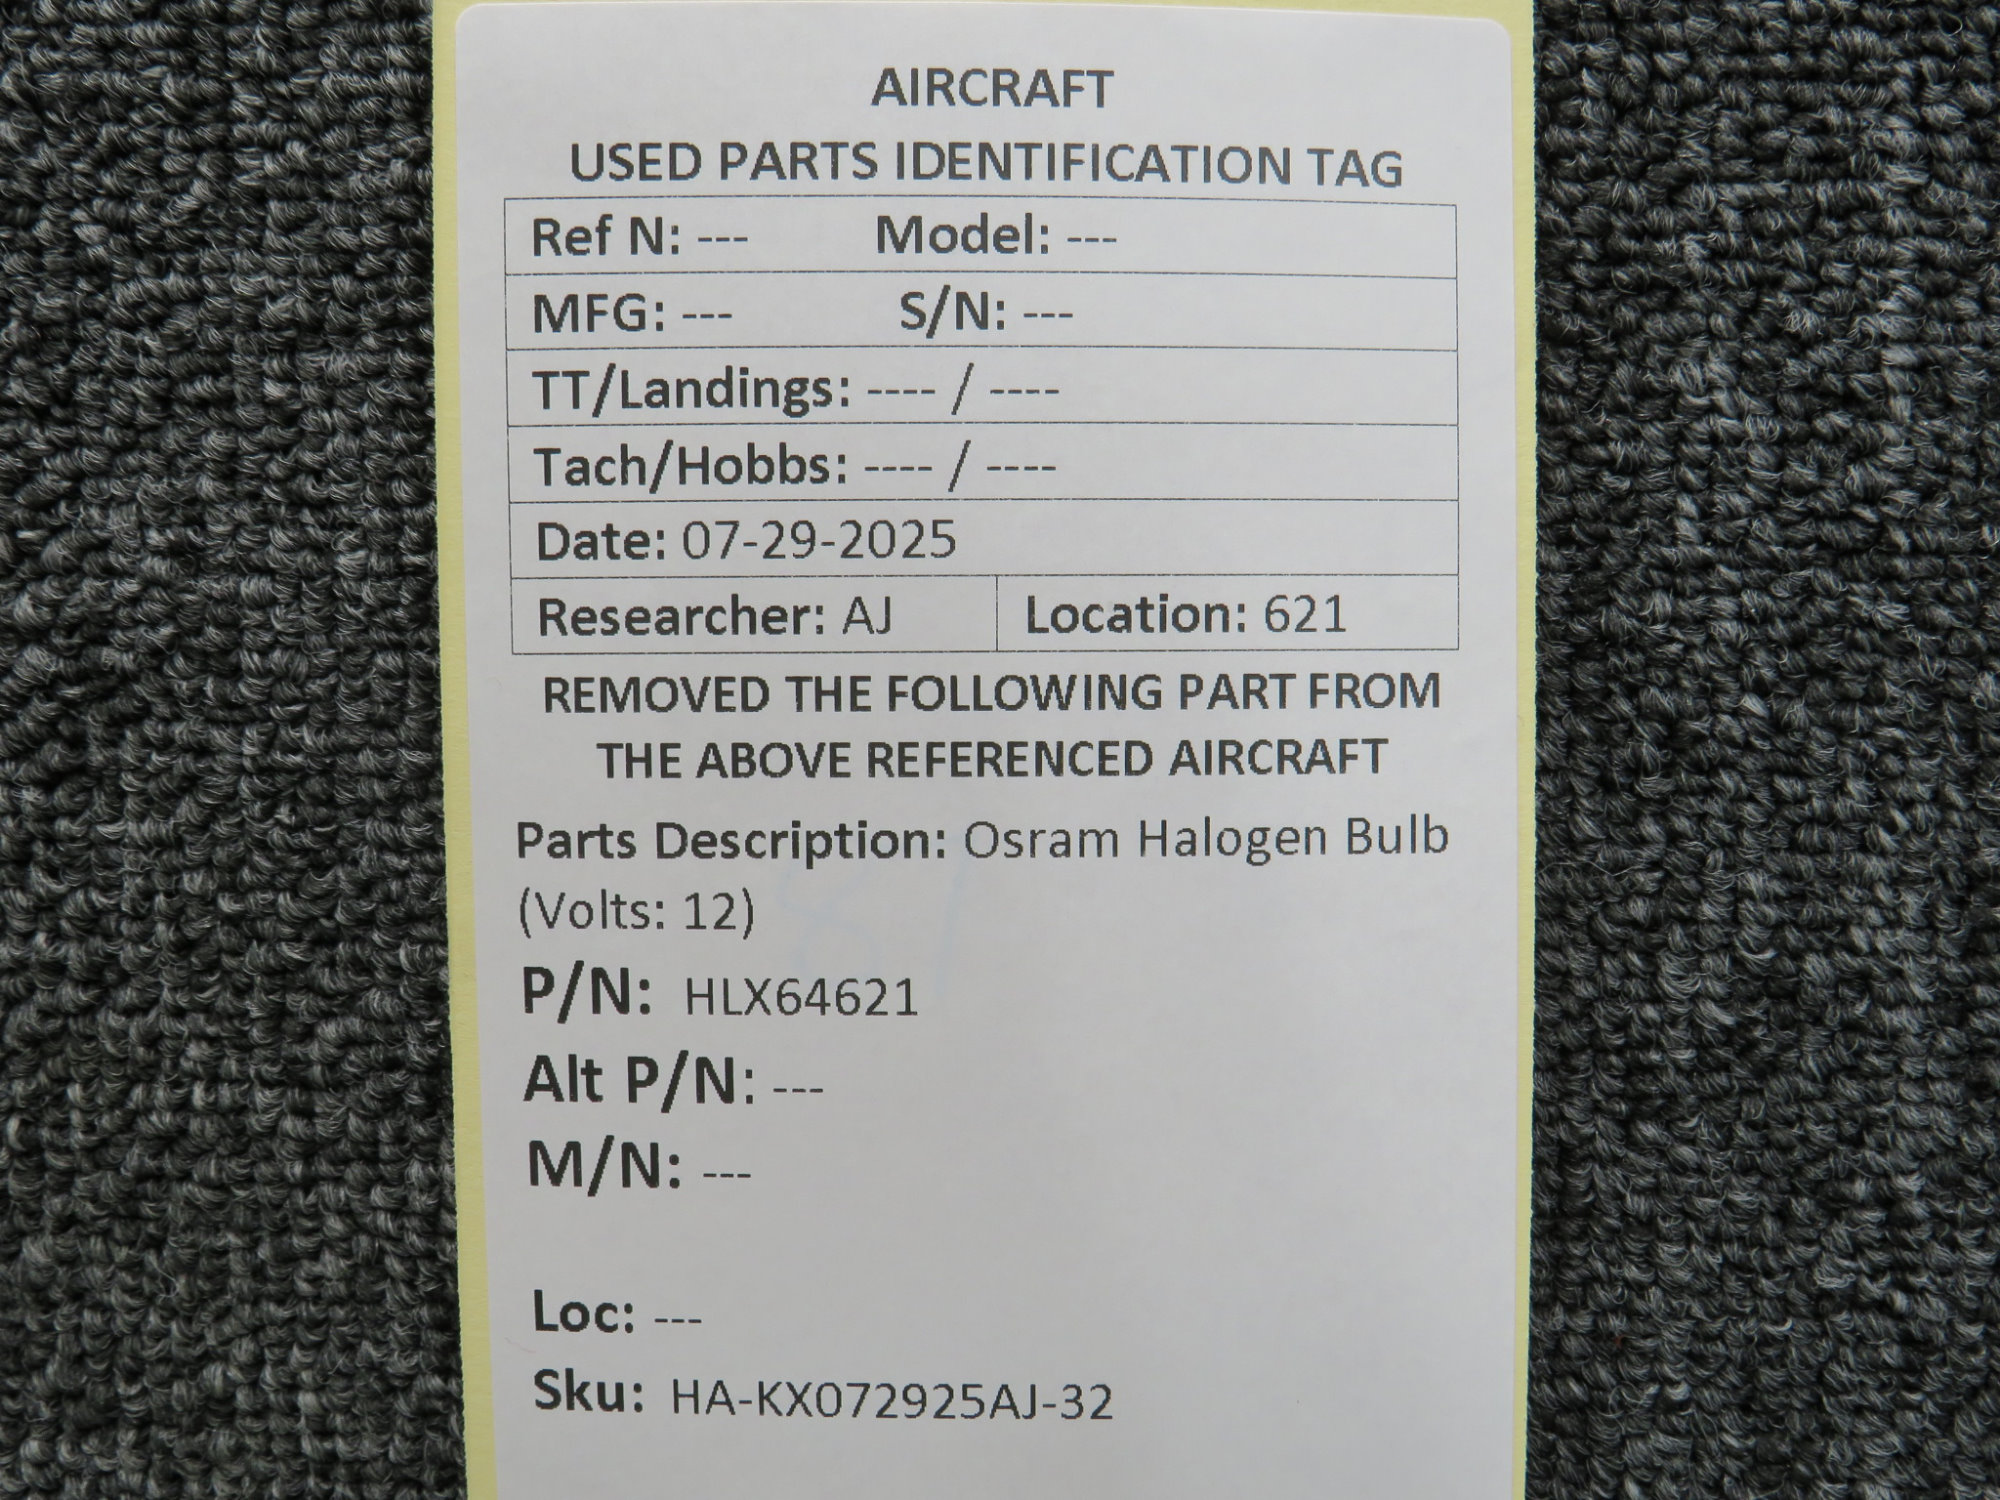 AIRCRAFT
USED PARTS IDENTIFICATION TAG
Ref N: --- Model: ---
MFG: --- S/N: ---
TT/Landings: ---- / ----
Tach/Hobbs: ---- / ----
Date: 07-29-2025
Researcher: AJ Location: 621
REMOVED THE FOLLOWING PART FROM
THE ABOVE REFERENCED AIRCRAFT
Parts Description: Osram Halogen Bulb
(Volts: 12)
P/N: HLX64621
Alt P/N: ---
M/N: ---
Loc: ---
Sku: HA-KX072925AJ-32